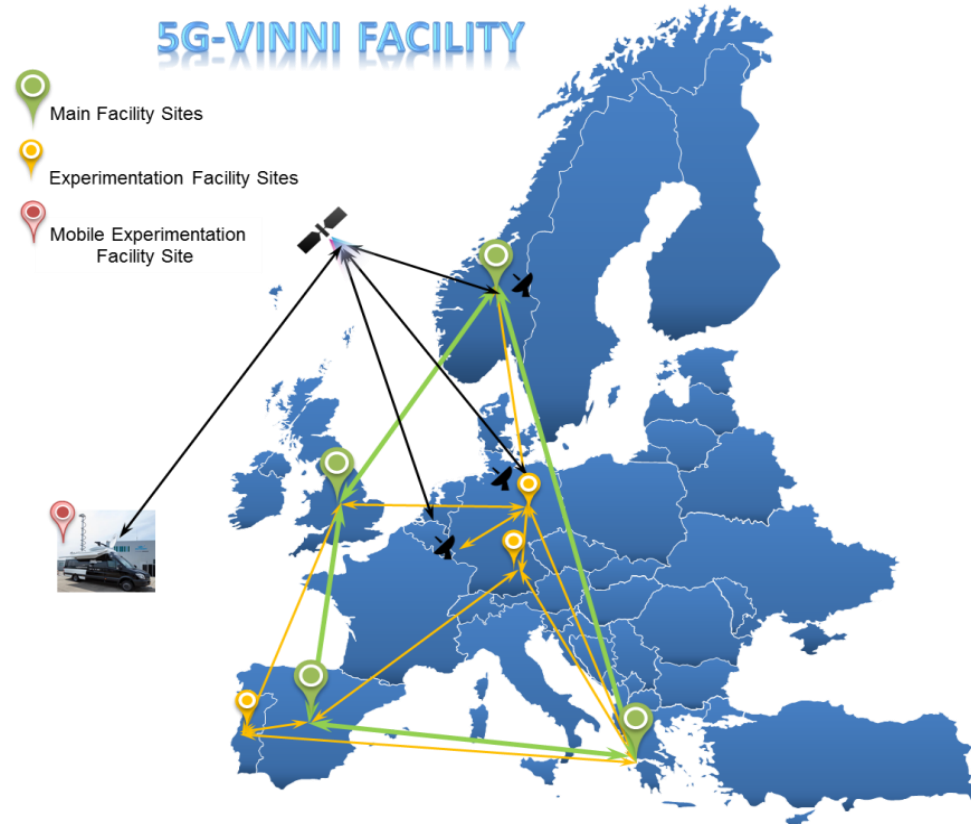 5G-VINNI FACILITY
Main Facility Sites
Experimentation Facility Sites
Mobile Experimentation
Facility Site